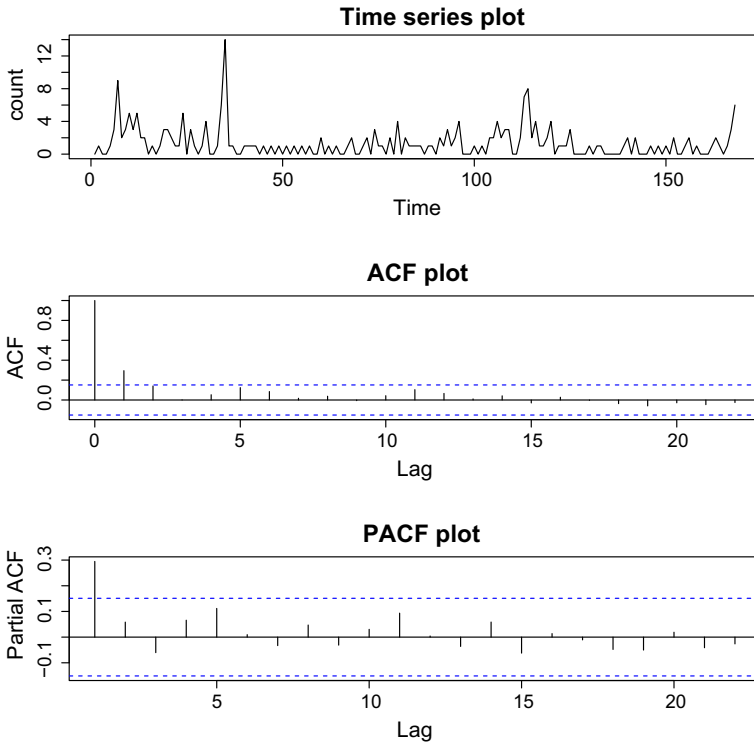 Time series plot
count
0 4 8 12
0 50 100 150
Time
ACF plot
ACF
0.0 0.4 0.8
0 5 10 15 20
Lag
PACF plot
Partial ACF
−0.1 0.1 0.3
5 10 15 20
Lag